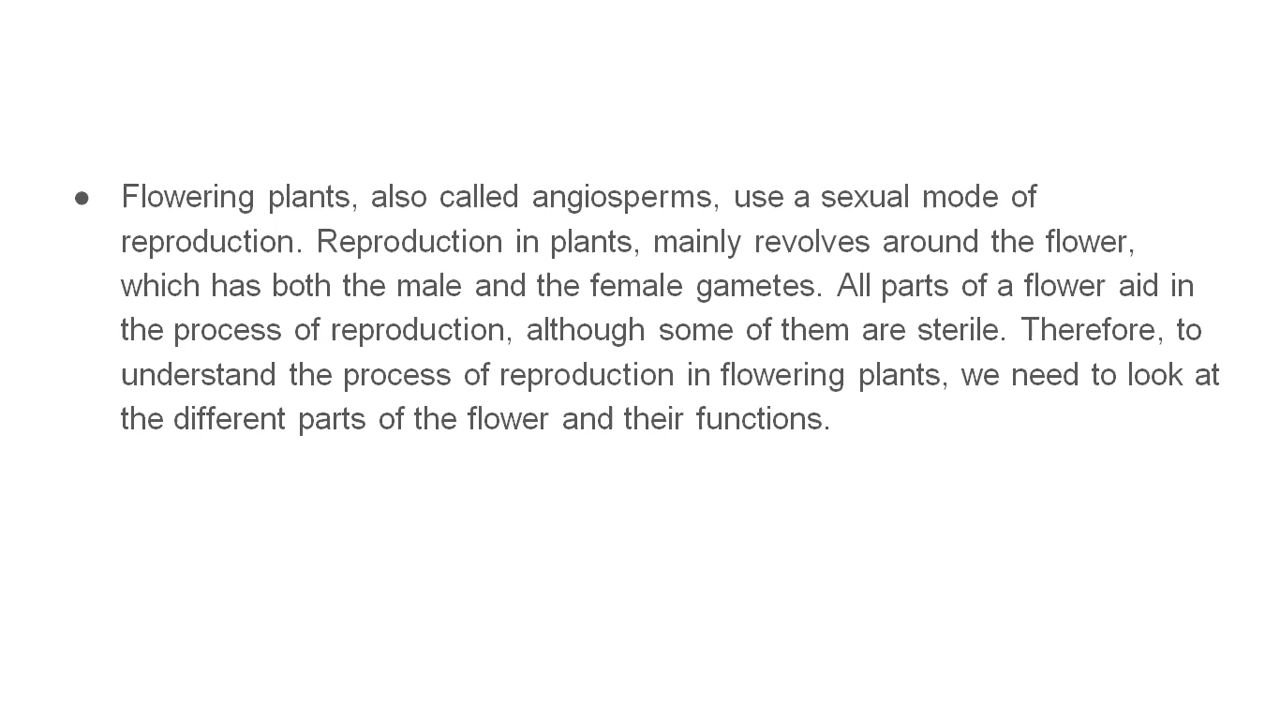 ● Flowering plants, also called angiosperms, use a sexual mode of
reproduction. Reproduction in plants, mainly revolves around the flower,
which has both the male and the female gametes. All parts of a flower aid in
the process of reproduction, although some of them are sterile. Therefore, to
understand the process of reproduction in flowering plants, we need to look at
the different parts of the flower and their functions.